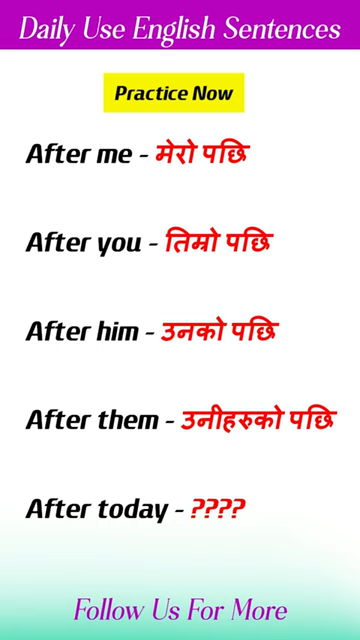 Daily Use English Sentences
Practice Now
After me - मेरो पछि
After you - तिम्रो पछि
After him - उनको पछि
After them - उनीहरुको पछि
After today - ????
Follow Us For More